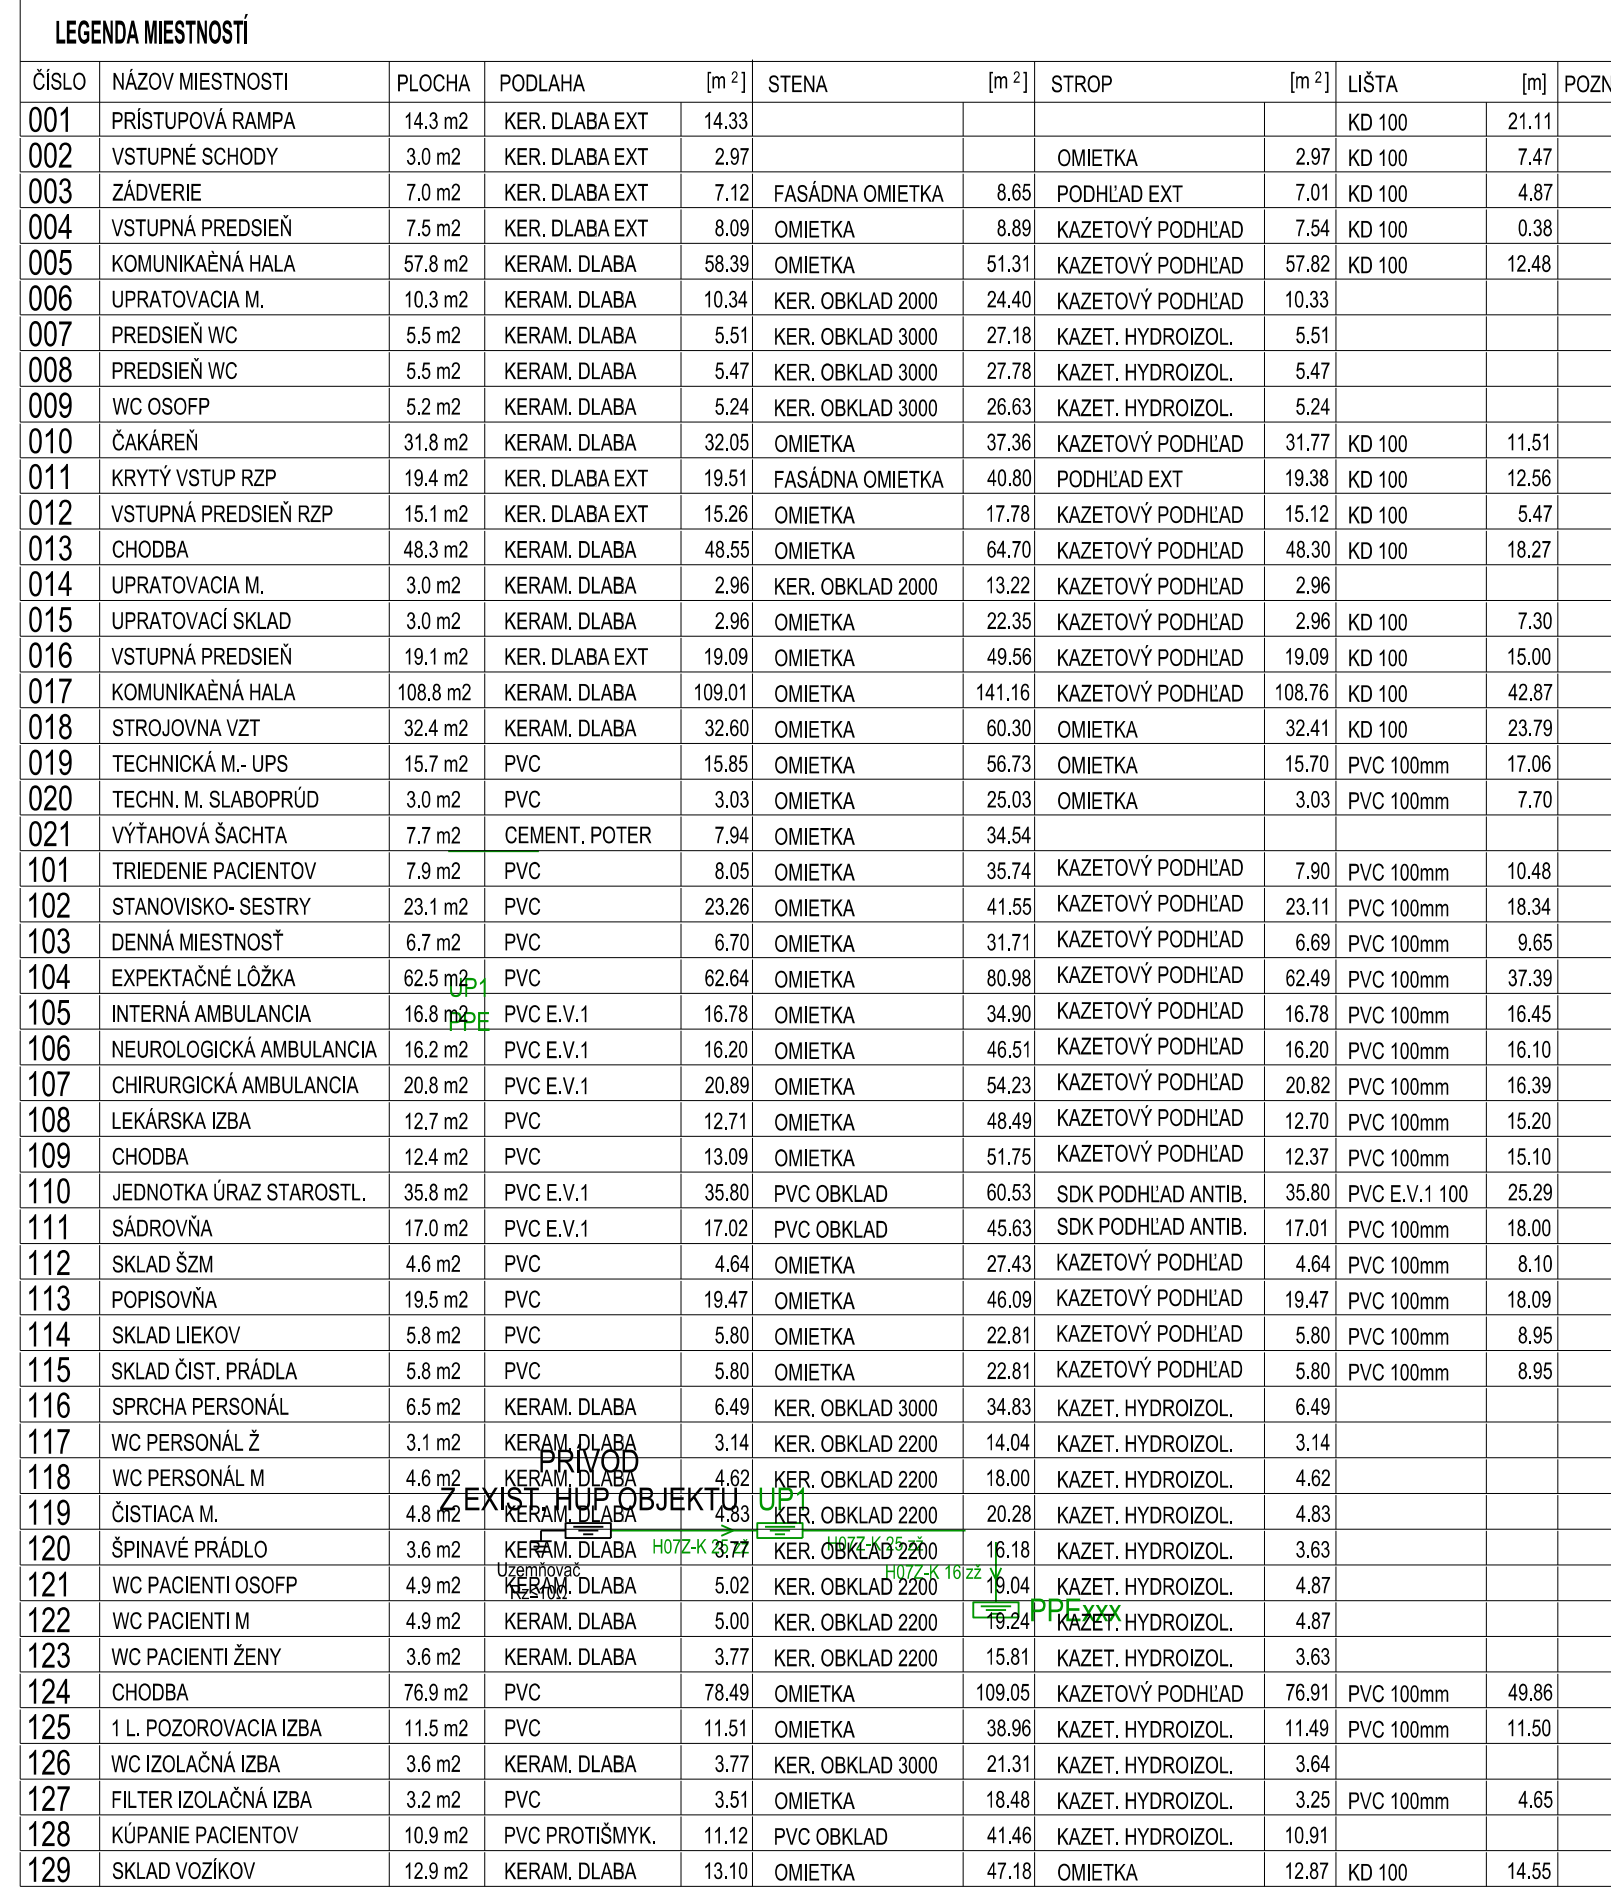 LEGENDA MIESTNOSTÍ
ČÍSLO NÁZOV MIESTNOSTI PLOCHA PODLAHA [m 2] STENA [m 2] STROP [m 2] LIŠTA [m] POZN
001 PRÍSTUPOVÁ RAMPA 14.3 m2 KER. DLABA EXT 14.33 KD 100 21.11
002 VSTUPNÉ SCHODY 3.0 m2 KER. DLABA EXT 2.97 OMIETKA 2.97 KD 100 7.47
003 ZÁDVERIE 7.0 m2 KER. DLABA EXT 7.12 FASÁDNA OMIETKA 8.65 PODHĽAD EXT 7.01 KD 100 4.87
004 VSTUPNÁ PREDSIEŇ 7.5 m2 KER. DLABA EXT 8.09 OMIETKA 8.89 KAZETOVÝ PODHĽAD 7.54 KD 100 0.38
005 KOMUNIKAÈNÁ HALA 57.8 m2 KERAM. DLABA 58.39 OMIETKA 51.31 KAZETOVÝ PODHĽAD 57.82 KD 100 12.48
006 UPRATOVACIA M. 10.3 m2 KERAM. DLABA 10.34 KER. OBKLAD 2000 24.40 KAZETOVÝ PODHĽAD 10.33
007 PREDSIEŇ WC 5.5 m2 KERAM. DLABA 5.51 KER. OBKLAD 3000 27.18 KAZET. HYDROIZOL. 5.51
008 PREDSIEŇ WC 5.5 m2 KERAM. DLABA 5.47 KER. OBKLAD 3000 27.78 KAZET. HYDROIZOL. 5.47
009 WC OSOFP 5.2 m2 KERAM. DLABA 5.24 KER. OBKLAD 3000 26.63 KAZET. HYDROIZOL. 5.24
010 ČAKÁREŇ 31.8 m2 KERAM. DLABA 32.05 OMIETKA 37.36 KAZETOVÝ PODHĽAD 31.77 KD 100 11.51
011 KRYTÝ VSTUP RZP 19.4 m2 KER. DLABA EXT 19.51 FASÁDNA OMIETKA 40.80 PODHĽAD EXT 19.38 KD 100 12.56
012 VSTUPNÁ PREDSIEŇ RZP 15.1 m2 KER. DLABA EXT 15.26 OMIETKA 17.78 KAZETOVÝ PODHĽAD 15.12 KD 100 5.47
013 CHODBA 48.3 m2 KERAM. DLABA 48.55 OMIETKA 64.70 KAZETOVÝ PODHĽAD 48.30 KD 100 18.27
014 UPRATOVACIA M. 3.0 m2 KERAM. DLABA 2.96 KER. OBKLAD 2000 13.22 KAZETOVÝ PODHĽAD 2.96
015 UPRATOVACÍ SKLAD 3.0 m2 KERAM. DLABA 2.96 OMIETKA 22.35 KAZETOVÝ PODHĽAD 2.96 KD 100 7.30
016 VSTUPNÁ PREDSIEŇ 19.1 m2 KER. DLABA EXT 19.09 OMIETKA 49.56 KAZETOVÝ PODHĽAD 19.09 KD 100 15.00
017 KOMUNIKAÈNÁ HALA 108.8 m2 KERAM. DLABA 109.01 OMIETKA 141.16 KAZETOVÝ PODHĽAD 108.76 KD 100 42.87
018 STROJOVNA VZT 32.4 m2 KERAM. DLABA 32.60 OMIETKA 60.30 OMIETKA 32.41 KD 100 23.79
019 TECHNICKÁ M.- UPS 15.7 m2 PVC 15.85 OMIETKA 56.73 OMIETKA 15.70 PVC 100mm 17.06
020 TECHN. M. SLABOPRÚD 3.0 m2 PVC 3.03 OMIETKA 25.03 OMIETKA 3.03 PVC 100mm 7.70
021 VÝŤAHOVÁ ŠACHTA 7.7 m2 CEMENT. POTER 7.94 OMIETKA 34.54
101 TRIEDENIE PACIENTOV 7.9 m2 PVC 8.05 OMIETKA 35.74 KAZETOVÝ PODHĽAD 7.90 PVC 100mm 10.48
102 STANOVISKO- SESTRY 23.1 m2 PVC 23.26 OMIETKA 41.55 KAZETOVÝ PODHĽAD 23.11 PVC 100mm 18.34
103 DENNÁ MIESTNOSŤ 6.7 m2 PVC 6.70 OMIETKA 31.71 KAZETOVÝ PODHĽAD 6.69 PVC 100mm 9.65
104 EXPEKTAČNÉ LÔŽKA 62.5 m2 PVC 62.64 OMIETKA 80.98 KAZETOVÝ PODHĽAD 62.49 PVC 100mm 37.39
UP1
105 INTERNÁ AMBULANCIA 16.8 m2 PVC E.V.1 16.78 OMIETKA 34.90 KAZETOVÝ PODHĽAD 16.78 PVC 100mm 16.45
PPE
106 NEUROLOGICKÁ AMBULANCIA 16.2 m2 PVC E.V.1 16.20 OMIETKA 46.51 KAZETOVÝ PODHĽAD 16.20 PVC 100mm 16.10
107 CHIRURGICKÁ AMBULANCIA 20.8 m2 PVC E.V.1 20.89 OMIETKA 54.23 KAZETOVÝ PODHĽAD 20.82 PVC 100mm 16.39
108 LEKÁRSKA IZBA 12.7 m2 PVC 12.71 OMIETKA 48.49 KAZETOVÝ PODHĽAD 12.70 PVC 100mm 15.20
109 CHODBA 12.4 m2 PVC 13.09 OMIETKA 51.75 KAZETOVÝ PODHĽAD 12.37 PVC 100mm 15.10
110 JEDNOTKA ÚRAZ STAROSTL. 35.8 m2 PVC E.V.1 35.80 PVC OBKLAD 60.53 SDK PODHĽAD ANTIB. 35.80 PVC E.V.1 100 25.29
111 SÁDROVŇA 17.0 m2 PVC E.V.1 17.02 PVC OBKLAD 45.63 SDK PODHĽAD ANTIB. 17.01 PVC 100mm 18.00
112 SKLAD ŠZM 4.6 m2 PVC 4.64 OMIETKA 27.43 KAZETOVÝ PODHĽAD 4.64 PVC 100mm 8.10
113 POPISOVŇA 19.5 m2 PVC 19.47 OMIETKA 46.09 KAZETOVÝ PODHĽAD 19.47 PVC 100mm 18.09
114 SKLAD LIEKOV 5.8 m2 PVC 5.80 OMIETKA 22.81 KAZETOVÝ PODHĽAD 5.80 PVC 100mm 8.95
115 SKLAD ČIST. PRÁDLA 5.8 m2 PVC 5.80 OMIETKA 22.81 KAZETOVÝ PODHĽAD 5.80 PVC 100mm 8.95
116 SPRCHA PERSONÁL 6.5 m2 KERAM. DLABA 6.49 KER. OBKLAD 3000 34.83 KAZET. HYDROIZOL. 6.49
117 WC PERSONÁL Ž 3.1 m2 KERAM. DLABA 3.14 KER. OBKLAD 2200 14.04 KAZET. HYDROIZOL. 3.14
PRÍVOD
118 WC PERSONÁL M 4.6 m2 KERAM. DLABA 4.62 KER. OBKLAD 2200 18.00 KAZET. HYDROIZOL. 4.62
Z EXIST. HUP OBJEKTU UP1
119 ČISTIACA M. 4.8 m2 KERAM. DLABA 4.83 KER. OBKLAD 2200 20.28 KAZET. HYDROIZOL. 4.83
H07Z-K 25 zž H07Z-K 25 zž
120 ŠPINAVÉ PRÁDLO 3.6 m2 KERAM. DLABA 3.77 KER. OBKLAD 2200 16.18 KAZET. HYDROIZOL. 3.63
Uzemňovač H07Z-K 16 zž
121 WC PACIENTI OSOFP 4.9 m2 KERAM. DLABA 5.02 KER. OBKLAD 2200 19.04 KAZET. HYDROIZOL. 4.87
Rz≤10Ω
PPExxx
122 WC PACIENTI M 4.9 m2 KERAM. DLABA 5.00 KER. OBKLAD 2200 19.24 KAZET. HYDROIZOL. 4.87
123 WC PACIENTI ŽENY 3.6 m2 KERAM. DLABA 3.77 KER. OBKLAD 2200 15.81 KAZET. HYDROIZOL. 3.63
124 CHODBA 76.9 m2 PVC 78.49 OMIETKA 109.05 KAZETOVÝ PODHĽAD 76.91 PVC 100mm 49.86
125 1 L. POZOROVACIA IZBA 11.5 m2 PVC 11.51 OMIETKA 38.96 KAZET. HYDROIZOL. 11.49 PVC 100mm 11.50
126 WC IZOLAČNÁ IZBA 3.6 m2 KERAM. DLABA 3.77 KER. OBKLAD 3000 21.31 KAZET. HYDROIZOL. 3.64
127 FILTER IZOLAČNÁ IZBA 3.2 m2 PVC 3.51 OMIETKA 18.48 KAZET. HYDROIZOL. 3.25 PVC 100mm 4.65
128 KÚPANIE PACIENTOV 10.9 m2 PVC PROTIŠMYK. 11.12 PVC OBKLAD 41.46 KAZET. HYDROIZOL. 10.91
129 SKLAD VOZÍKOV 12.9 m2 KERAM. DLABA 13.10 OMIETKA 47.18 OMIETKA 12.87 KD 100 14.55